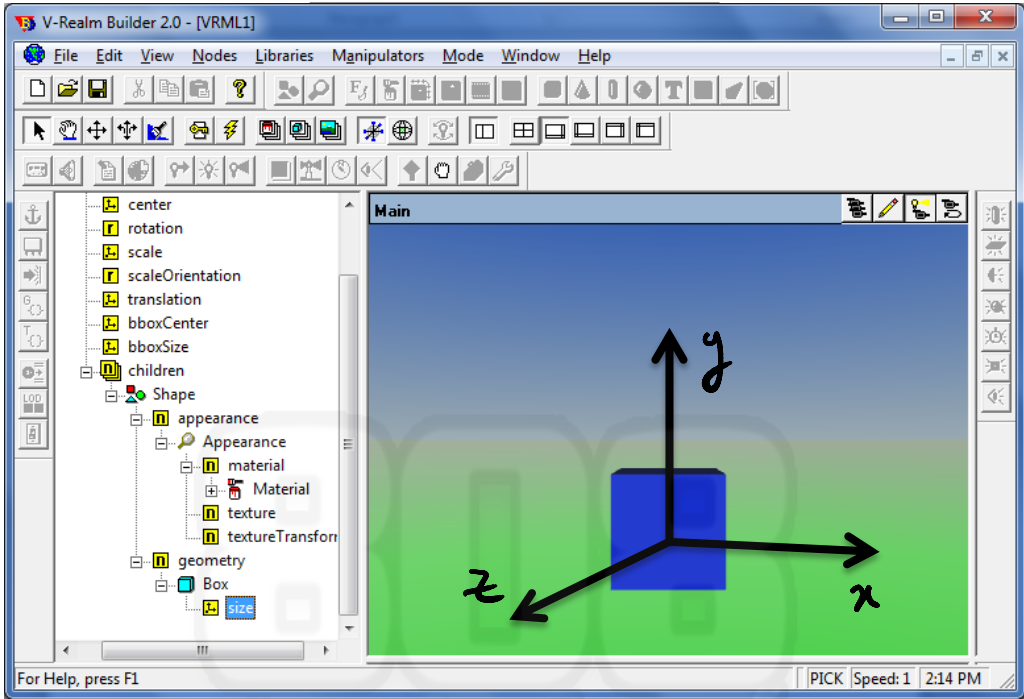 V-Realm Builder 2.0 - [VRML1]
File Edit View Nodes Libraries Manipulators Mode Window Help
center
rotation
scale
scaleOrientation
translation
bboxCenter
bboxSize
children
Shape
appearance
Appearance
material
Material
texture
textureTransforr
geometry
Box
size
Main
y
z
x
For Help, press F1
PICK Speed: 1 2:14 PM